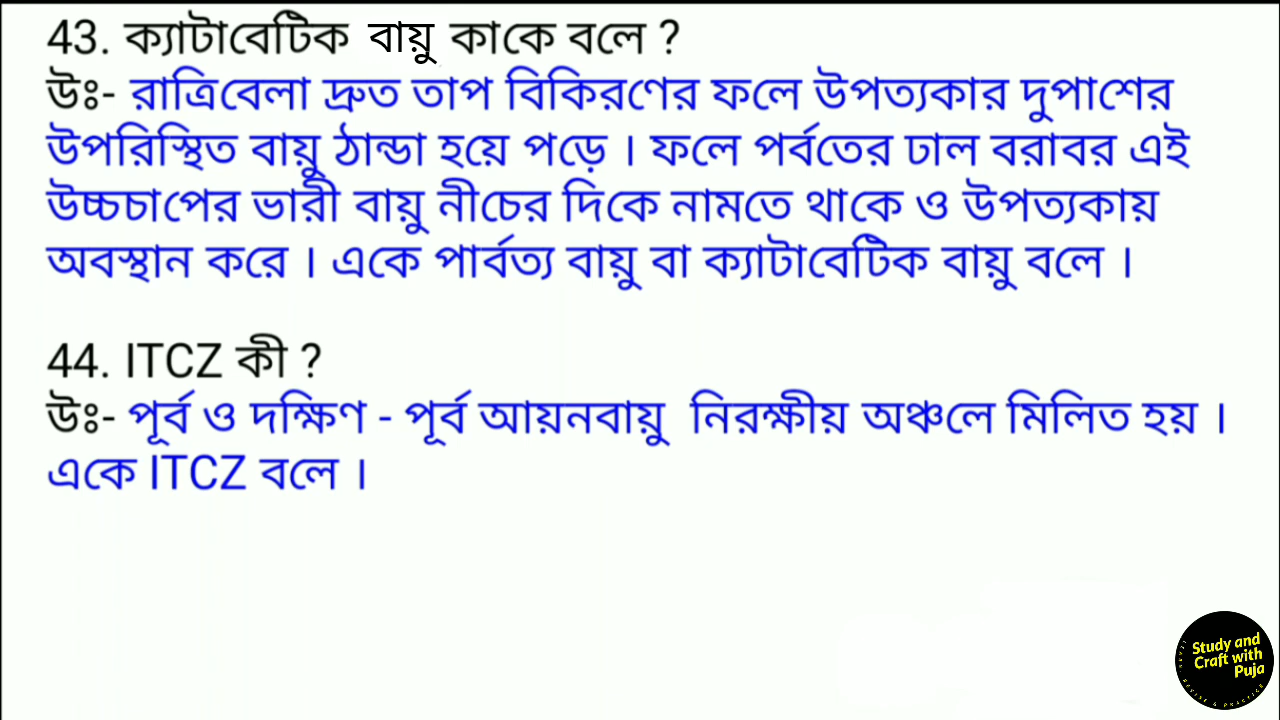 43. ক্যাটাবেটিক বায়ু কাকে বলে ?
উঃ- রাত্রিবেলা দ্রুত তাপ বিকিরণের ফলে উপত্যকার দুপাশের
উপরিস্থিত বায়ু ঠান্ডা হয়ে পড়ে । ফলে পর্বতের ঢাল বরাবর এই
উচ্চচাপের ভারী বায়ু নীচের দিকে নামতে থাকে ও উপত্যকায়
অবস্থান করে । একে পার্বত্য বায়ু বা ক্যাটাবেটিক বায়ু বলে ।
44. ITCZ কী ?
উঃ- পূর্ব ও দক্ষিণ - পূর্ব আয়নবায়ু নিরক্ষীয় অঞ্চলে মিলিত হয় ।
একে ITCZ বলে ।
Study and
Craft with
Puja